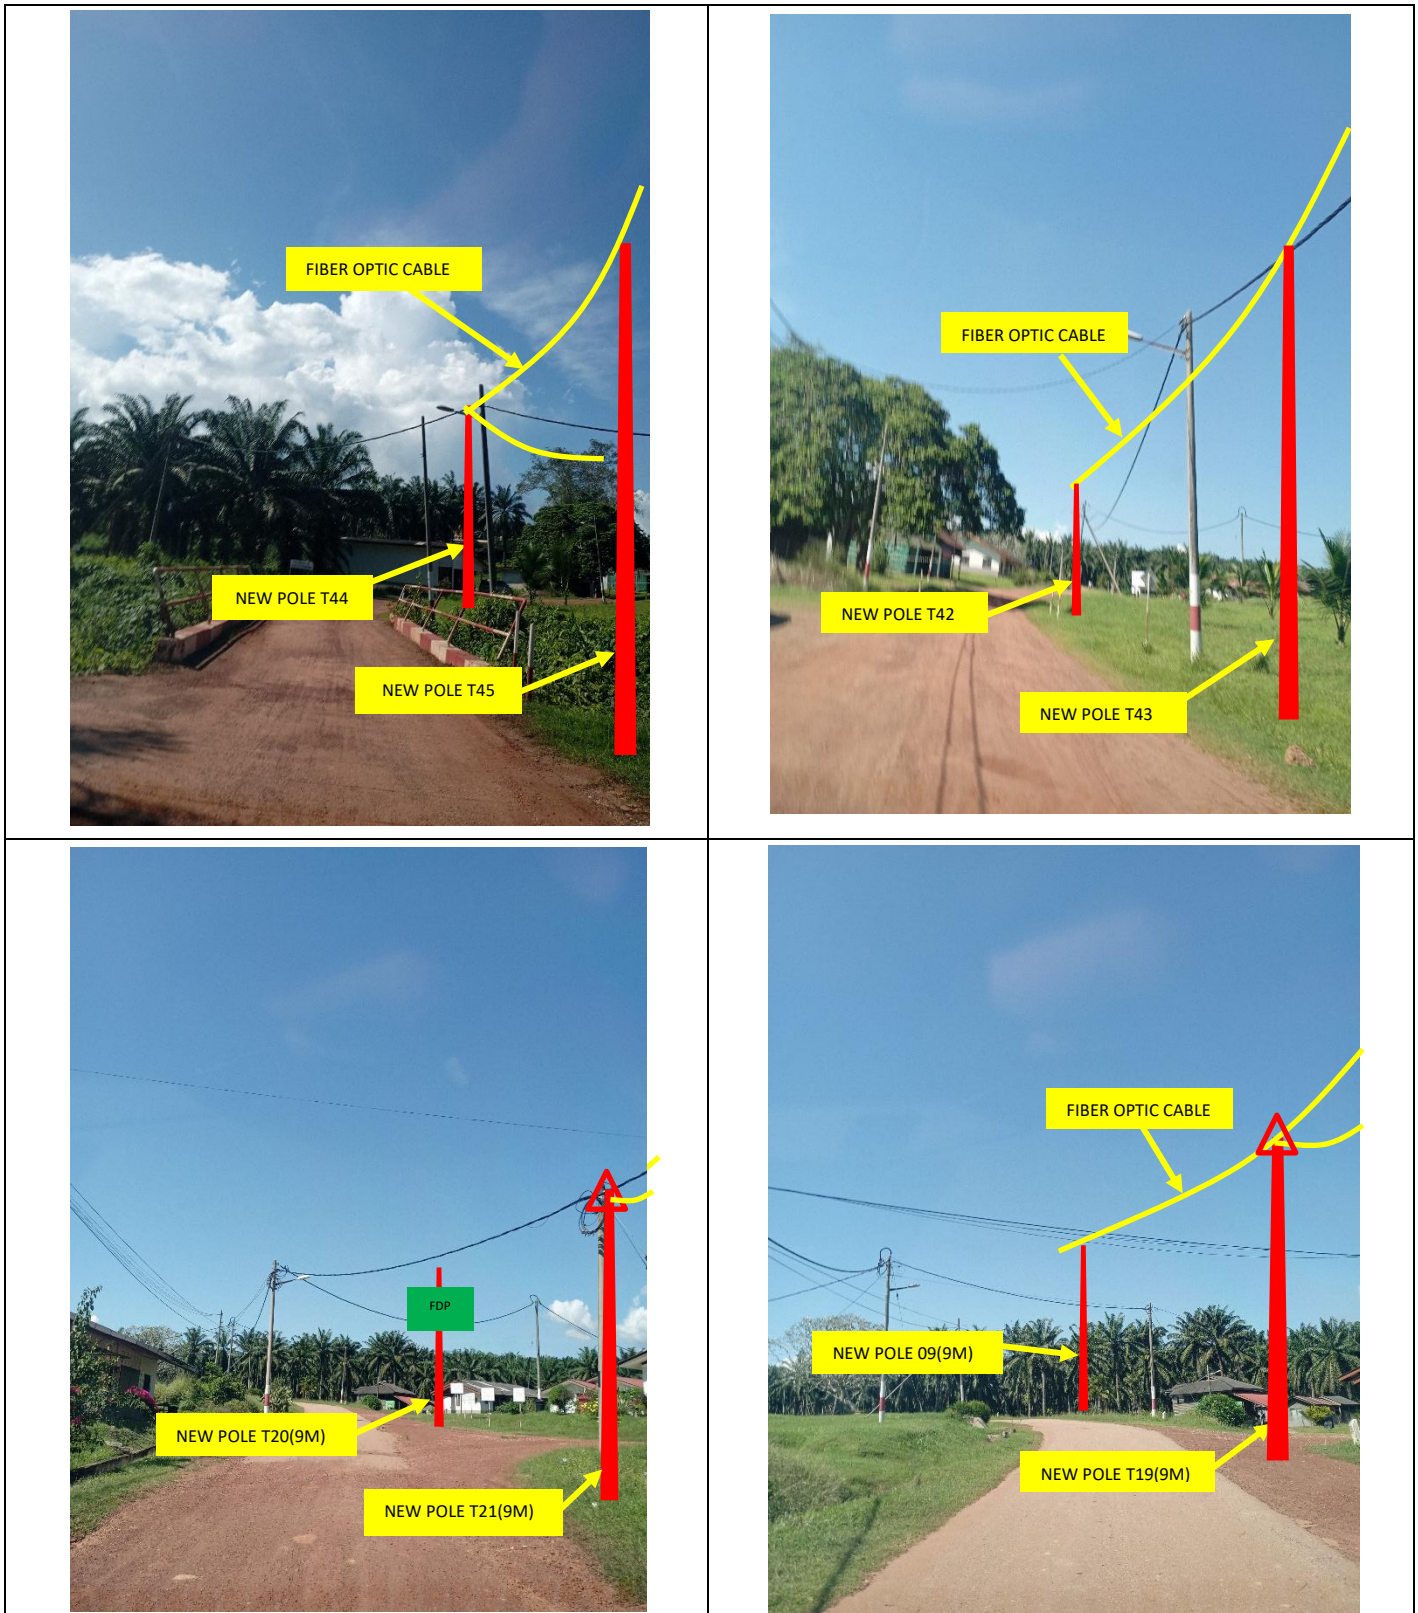 FIBER OPTIC CABLE
NEW POLE T44
NEW POLE T45
FIBER OPTIC CABLE
NEW POLE T42
NEW POLE T43
FDP
NEW POLE T20(9M)
NEW POLE T21(9M)
FIBER OPTIC CABLE
NEW POLE 09(9M)
NEW POLE T19(9M)